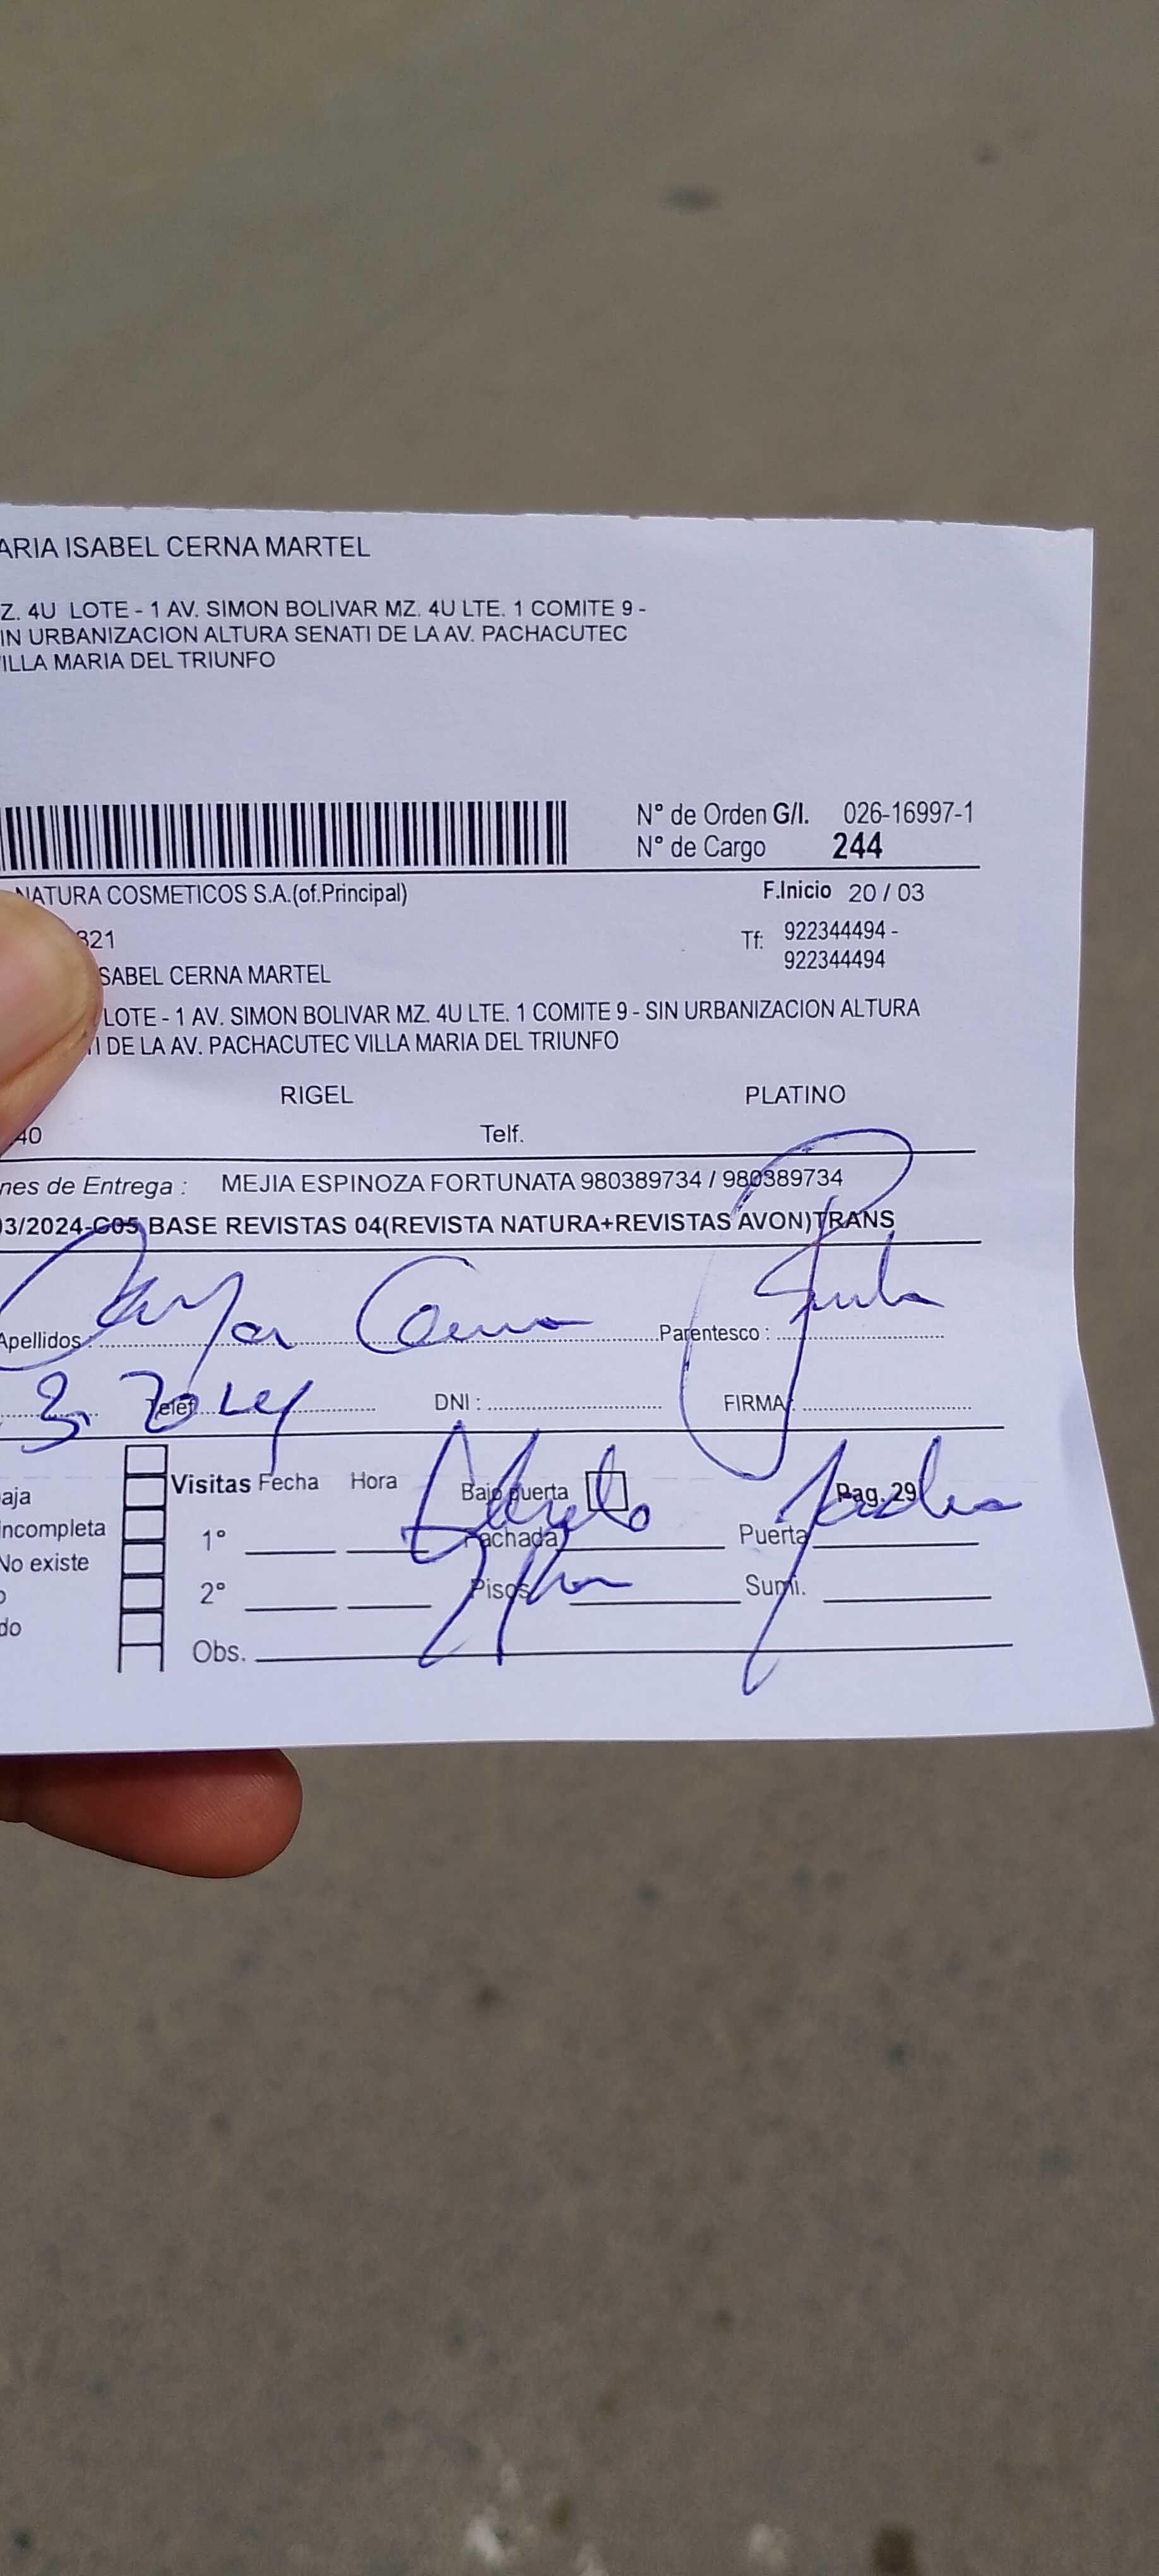 ARIA ISABEL CERNA MARTEL
Z. 4U LOTE - 1 AV. SIMON BOLIVAR MZ. 4U LTE. 1 COMITE 9 -
IN URBANIZACION ALTURA SENATI DE LA AV. PACHACUTEC
ILLA MARIA DEL TRIUNFO
N° de Orden G/I. 026-16997-1
N° de Cargo 244
NATURA COSMETICOS S.A.(of.Principal) F.Inicio 20 / 03
321 Tf: 922344494 -
922344494
SABEL CERNA MARTEL
LOTE - 1 AV. SIMON BOLIVAR MZ. 4U LTE. 1 COMITE 9 - SIN URBANIZACION ALTURA
I DE LA AV. PACHACUTEC VILLA MARIA DEL TRIUNFO
RIGEL PLATINO
40 Telf.
nes de Entrega : MEJIA ESPINOZA FORTUNATA 980389734 / 980389734
03/2024-C05 BASE REVISTAS 04(REVISTA NATURA+REVISTAS AVON)TRANS
Apellidos : Cerna Parentesco :
Telef. DNI : FIRMA :
Visitas Fecha Hora Bajo puerta Pag. 29
aja
incompleta 1° Fachada Puerta
No existe
o 2° Pisos Sumi.
do
Obs.